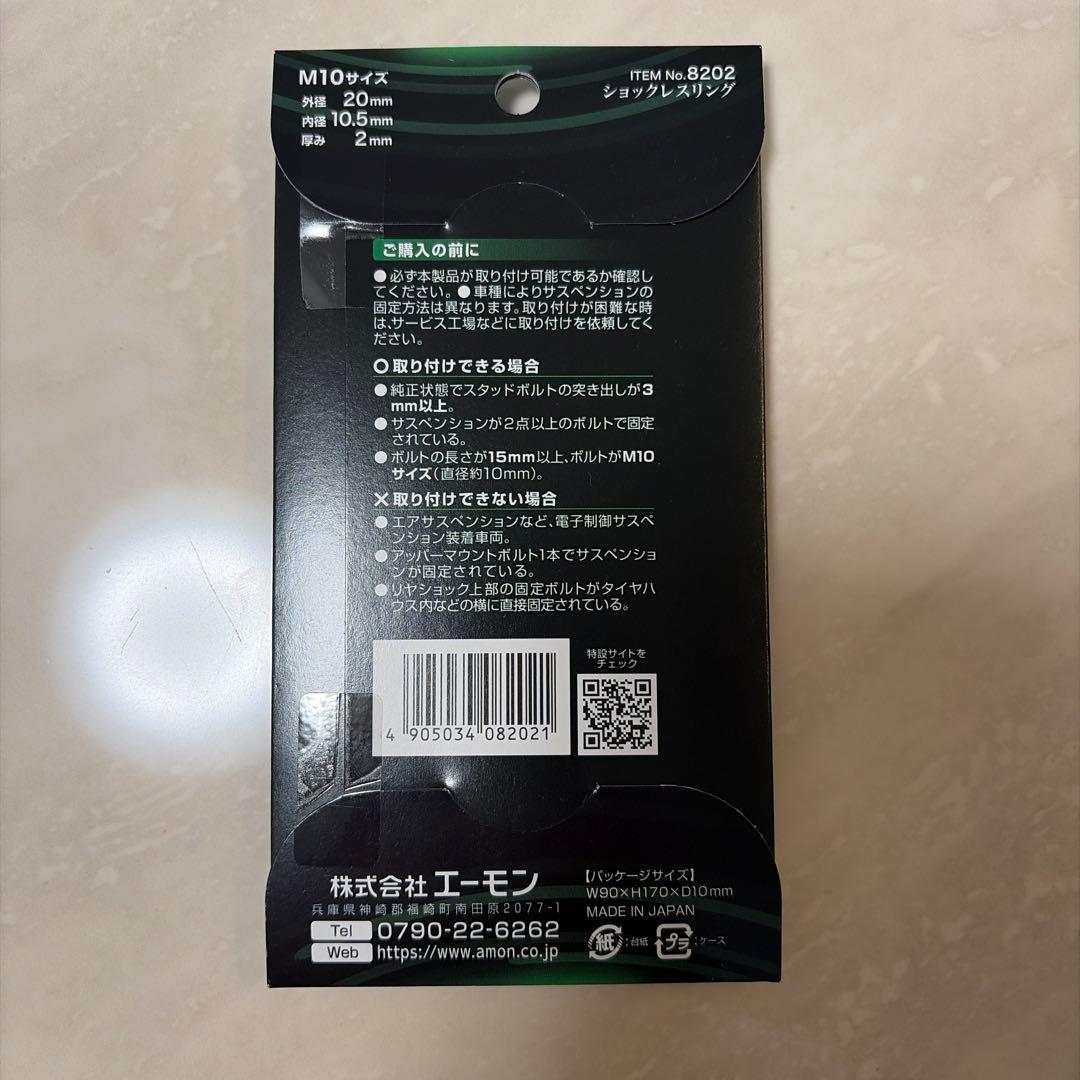 M10サイズ
外径 20mm
内径 10.5mm
厚み 2mm
ITEM No.8202
ショックレスリング
ご購入の前に
●必ず本製品が取り付け可能であるか確認し
てください。●車種によりサスペンションの
固定方法は異なります。取り付けが困難な時
は、サービス工場などに取り付けを依頼してく
ださい。
○取り付けできる場合
●純正状態でスタッドボルトの突き出しが3
mm以上。
●サスペンションが2点以上のボルトで固定
されている。
●ボルトの長さが15mm以上、ボルトがM10
サイズ(直径約10mm)。
×取り付けできない場合
●エアサスペンションなど、電子制御サスペ
ンション装着車両。
●アッパーマウントボルト1本でサスペンショ
ンが固定されている。
●リヤショック上部の固定ボルトがタイヤハ
ウス内などの横に直接固定されている。
4 905034 082021
特設サイトを
チェック
株式会社 エーモン
兵庫県神崎郡福崎町南田原2077-1
Tel 0790-22-6262
Web https://www.amon.co.jp
【パッケージサイズ】
W90×H170×D10mm
MADE IN JAPAN
紙:台紙 プラ:ケース